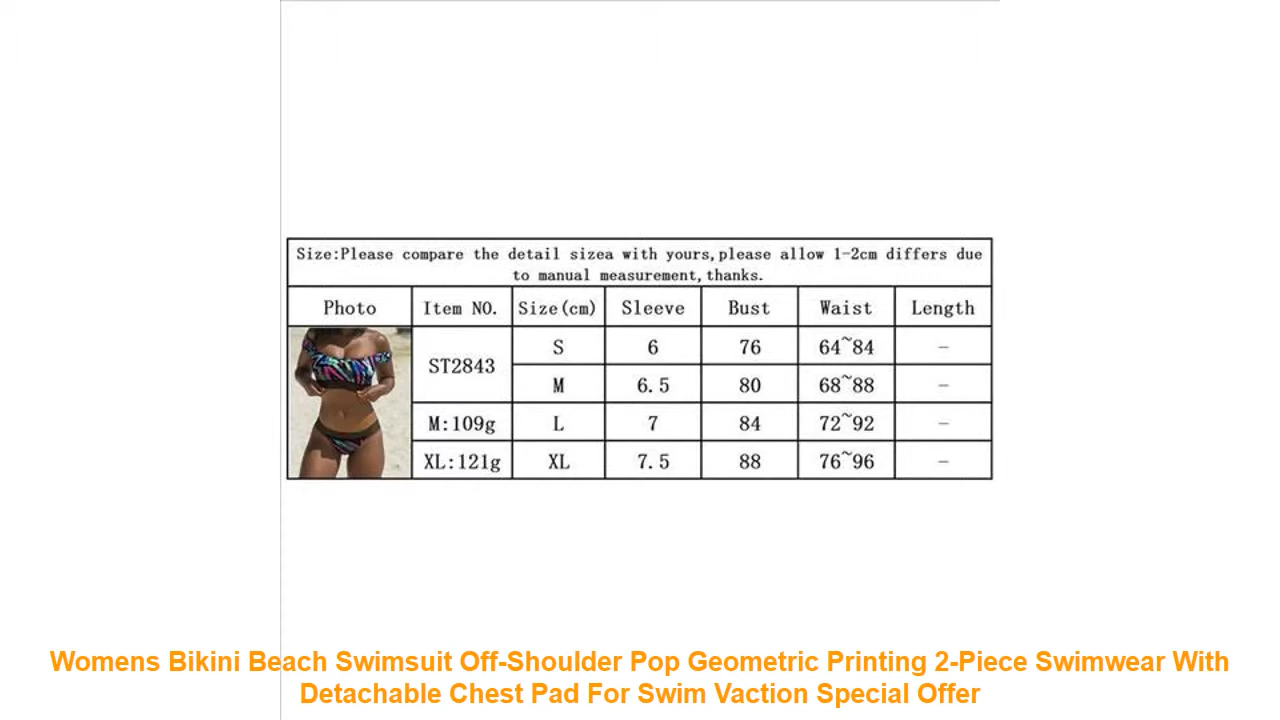 Size:Please compare the detail sizea with yours,please allow 1-2cm differs due
to manual measurement,thanks.
Photo Item NO. Size(cm) Sleeve Bust Waist Length
ST2843
S 6 76 64~84 —
M 6.5 80 68~88 —
M:109g L 7 84 72~92 —
XL:121g XL 7.5 88 76~96 —
Womens Bikini Beach Swimsuit Off-Shoulder Pop Geometric Printing 2-Piece Swimwear With
Detachable Chest Pad For Swim Vaction Special Offer